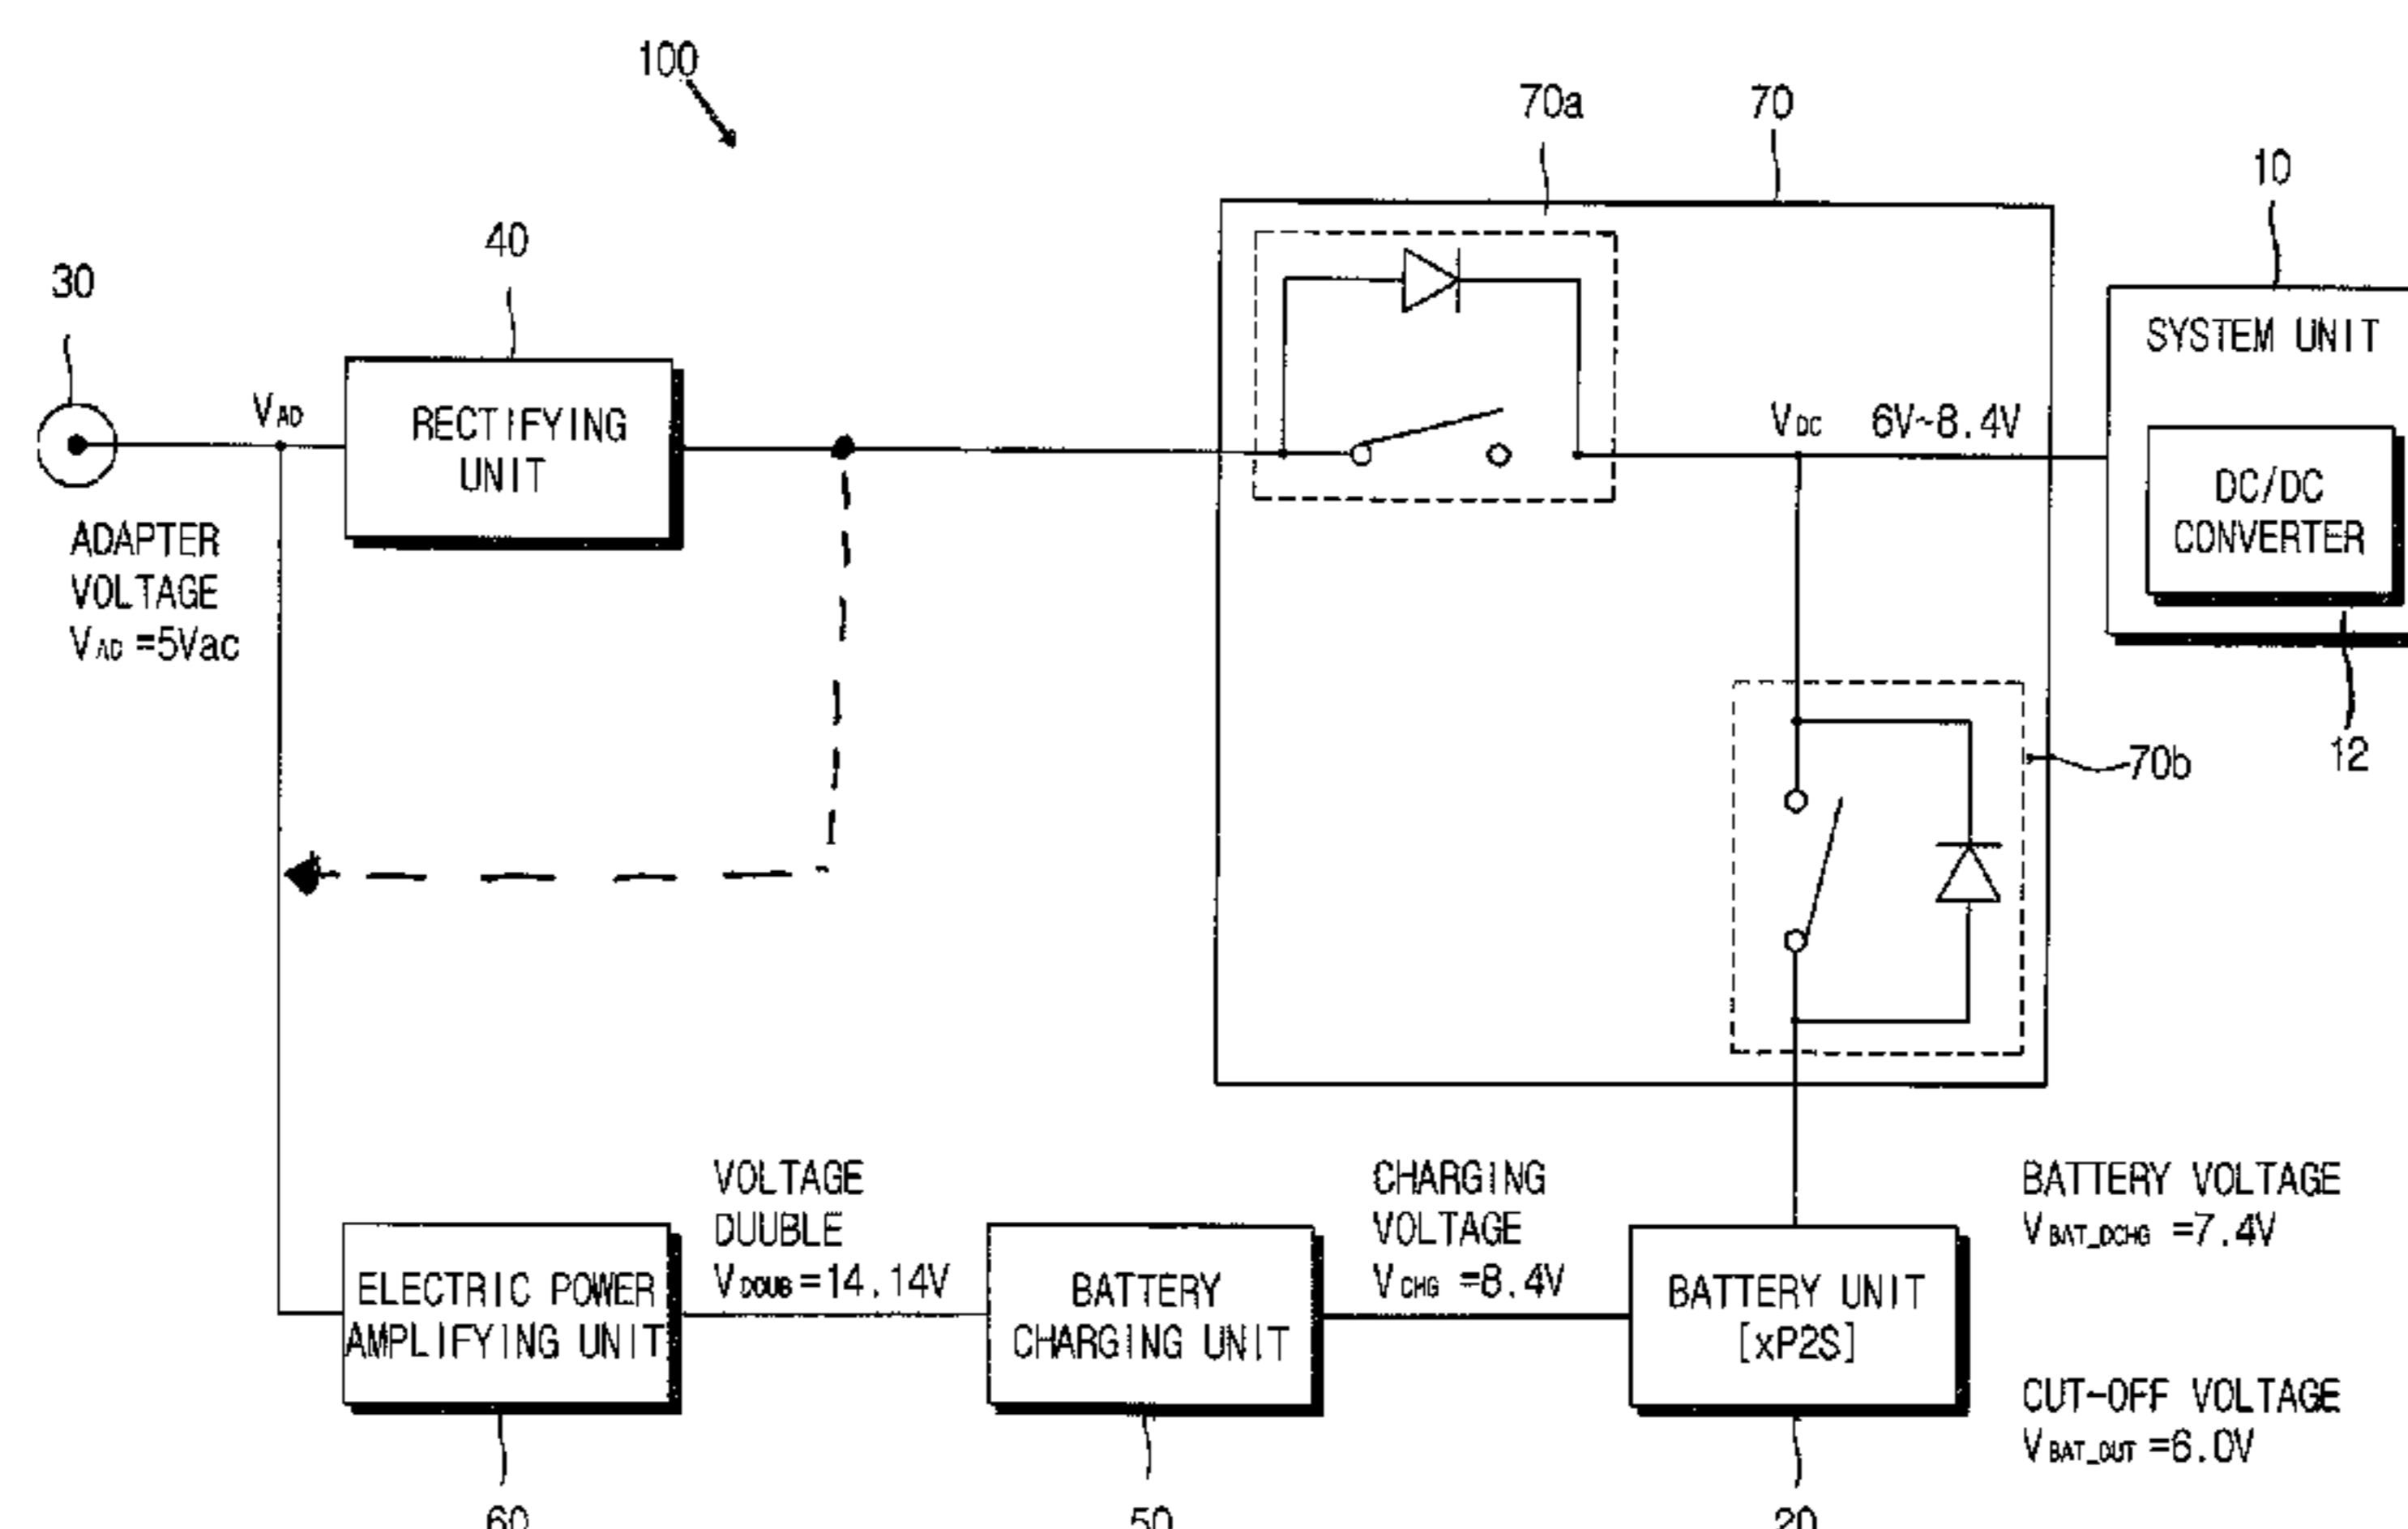 100
70a
70
10
40
30
SYSTEM UNIT
VAD
RECTIFYING
UNIT
VDC 6V~8.4V
DC/DC
CONVERTER
ADAPTER
VOLTAGE
VAD =5Vac
70b
12
VOLTAGE
DUUBLE
VDOUB =14.14V
CHARGING
VOLTAGE
VCHG =8.4V
BATTERY VOLTAGE
VBAT_DCHG =7.4V
ELECTRIC POWER
AMPLIFYING UNIT
BATTERY
CHARGING UNIT
BATTERY UNIT
[xP2S]
CUT-OFF VOLTAGE
VBAT_OUT =6.0V
60
50
20